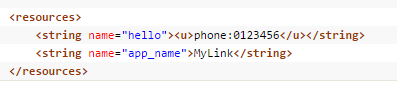 <resources>
    <string name="hello"><u>phone:0123456</u></string>
    <string name="app_name">MyLink</string>
</resources>